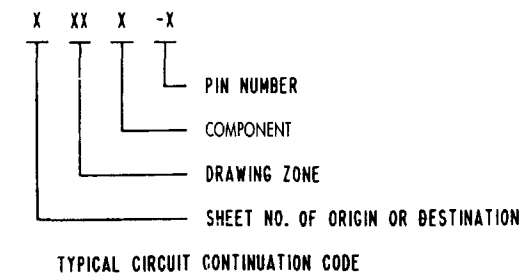 X XX X -X
PIN NUMBER
COMPONENT
DRAWING ZONE
SHEET NO. OF ORIGIN OR DESTINATION
TYPICAL CIRCUIT CONTINUATION CODE